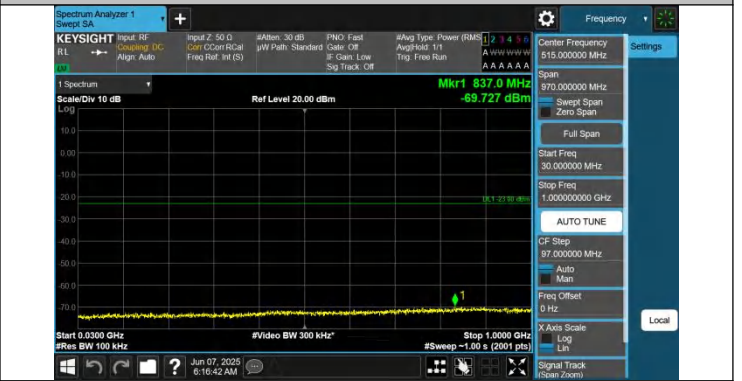 Spectrum Analyzer 1
Swept SA
Frequency
KEYSIGHT
RL
Input: RF
Coupling: DC
Align: Auto
Input Z: 50 Ω
Corr CCorr RCal
Freq Ref: Int (S)
#Atten: 30 dB
µW Path: Standard
PNO: Fast
Gate: Off
IF Gain: Low
Sig Track: Off
#Avg Type: Power (RMS
Avg|Hold: 1/1
Trig: Free Run
1 2 3 4 5 6
A W W W W W
A A A A A A
1 Spectrum
Scale/Div 10 dB
Log
Ref Level 20.00 dBm
Mkr1 837.0 MHz
-69.727 dBm
10.0
0.00
-10.0
-20.0
-30.0
-40.0
-50.0
-60.0
-70.0
1
Start 0.0300 GHz
#Res BW 100 kHz
#Video BW 300 kHz*
Stop 1.0000 GHz
#Sweep ~1.00 s (2001 pts)
?
Jun 07, 2025
6:16:42 AM
Center Frequency
515.000000 MHz
Span
970.000000 MHz
Swept Span
Zero Span
Full Span
Start Freq
30.000000 MHz
Stop Freq
1.000000000 GHz
AUTO TUNE
CF Step
97.000000 MHz
Auto
Man
Freq Offset
0 Hz
X Axis Scale
Log
Lin
Signal Track
(Span Zoom)
Settings
Local